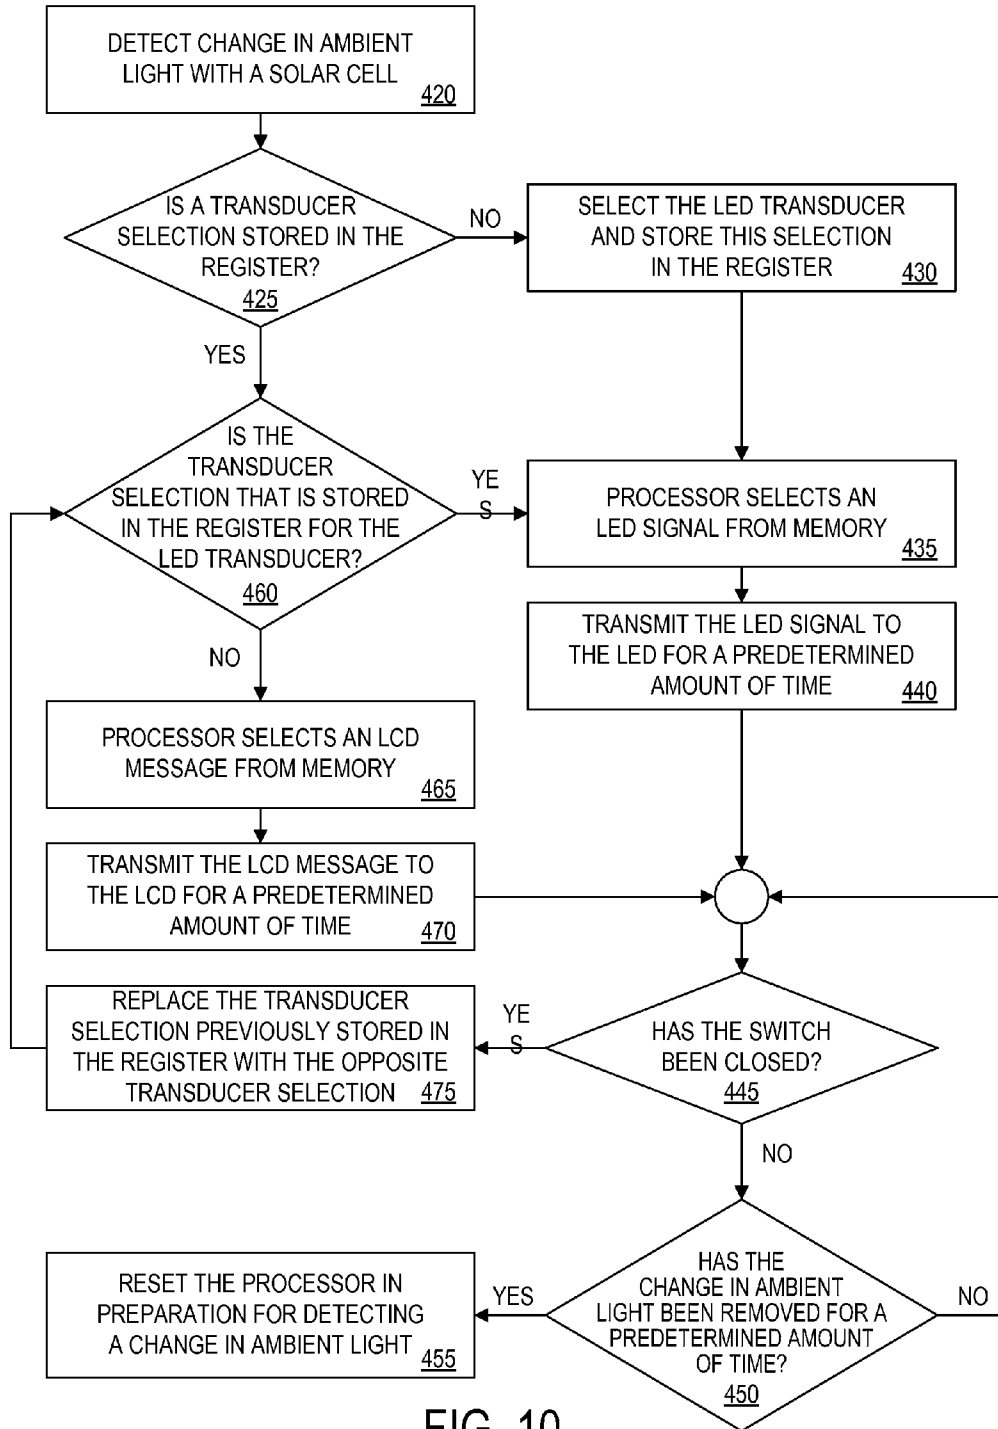 DETECT CHANGE IN AMBIENT
LIGHT WITH A SOLAR CELL
420
IS A TRANSDUCER
SELECTION STORED IN THE
REGISTER?
425
NO
SELECT THE LED TRANSDUCER
AND STORE THIS SELECTION
IN THE REGISTER
430
YES
IS THE
TRANSDUCER
SELECTION THAT IS STORED
IN THE REGISTER FOR THE
LED TRANSDUCER?
460
YE
S
PROCESSOR SELECTS AN
LED SIGNAL FROM MEMORY
435
TRANSMIT THE LED SIGNAL TO
THE LED FOR A PREDETERMINED
AMOUNT OF TIME
440
NO
PROCESSOR SELECTS AN LCD
MESSAGE FROM MEMORY
465
TRANSMIT THE LCD MESSAGE TO
THE LCD FOR A PREDETERMINED
AMOUNT OF TIME
470
REPLACE THE TRANSDUCER
SELECTION PREVIOUSLY STORED IN
THE REGISTER WITH THE OPPOSITE
TRANSDUCER SELECTION
475
YE
S
HAS THE SWITCH
BEEN CLOSED?
445
NO
RESET THE PROCESSOR IN
PREPARATION FOR DETECTING
A CHANGE IN AMBIENT LIGHT
455
YES
HAS THE
CHANGE IN AMBIENT
LIGHT BEEN REMOVED FOR A
PREDETERMINED AMOUNT
OF TIME?
450
NO
FIG. 10